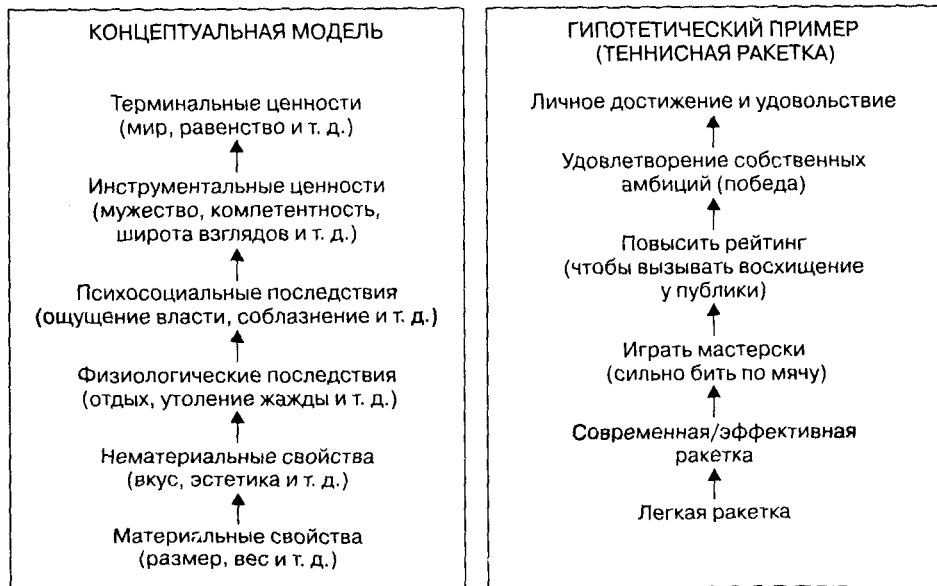 КОНЦЕПТУАЛЬНАЯ МОДЕЛЬ
Терминальные ценности
(мир, равенство и т. д.)
Инструментальные ценности
(мужество, компетентность,
широта взглядов и т. д.)
Психосоциальные последствия
(ощущение власти, соблазнение и т. д.)
Физиологические последствия
(отдых, утоление жажды и т. д.)
Нематериальные свойства
(вкус, эстетика и т. д.)
Материальные свойства
(размер, вес и т. д.)
ГИПОТЕТИЧЕСКИЙ ПРИМЕР
(ТЕННИСНАЯ РАКЕТКА)
Личное достижение и удовольствие
Удовлетворение собственных
амбиций (победа)
Повысить рейтинг
(чтобы вызывать восхищение
у публики)
Играть мастерски
(сильно бить по мячу)
Современная/эффективная
ракетка
Легкая ракетка